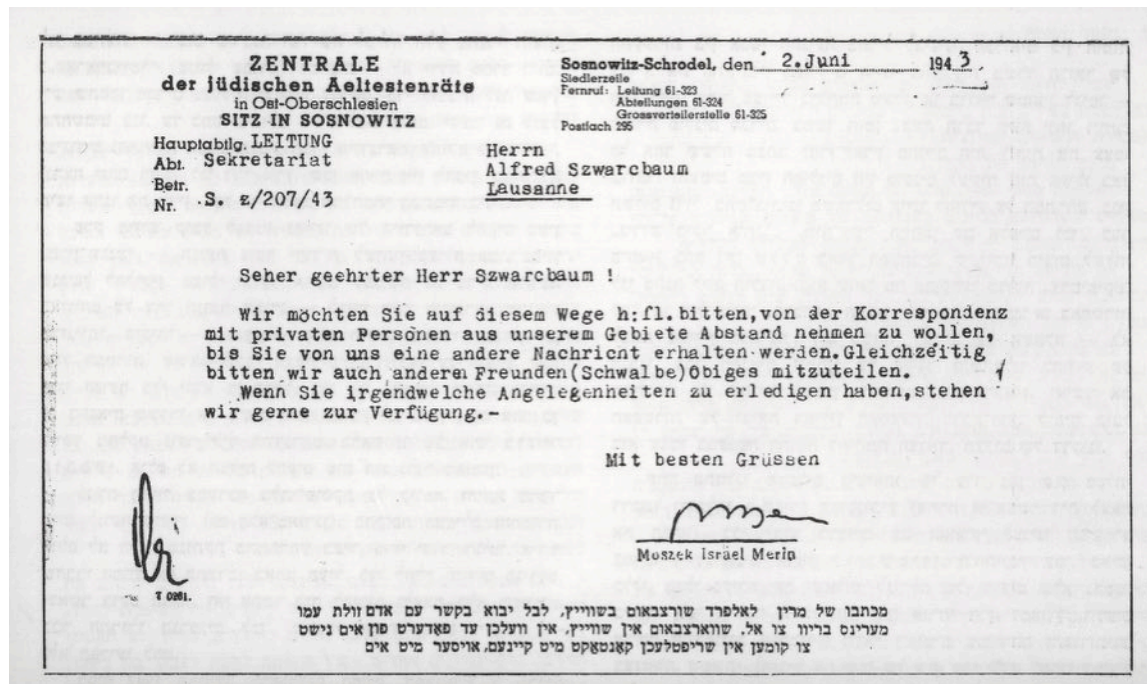 ZENTRALE
der jüdischen Aeltestenräte
in Ost-Oberschlesien
SITZ IN SOSNOWITZ
Hauptabilg. LEITUNG
Abt. Sekretariat
Betr.
Nr. S. z/207/43
Sosnowitz-Schrodel, den 2.Juni 1943
Siedlerzeile
Fernruf: Leitung 61-323
Abteilungen 61-324
Grossverteilerstelle 61-325
Postfach 295
Herrn
Alfred Szwarcbaum
Lausanne
Seher geehrter Herr Szwarcbaum !
Wir möchten Sie auf diesem Wege h:fl.bitten,von der Korrespondenz
mit privaten Personen aus unserem Gebiete Abstand nehmen zu wollen,
bis Sie von uns eine andere Nachricht erhalten werden.Gleichzeitig
bitten wir auch andere Freunden(Schwalbe)Obiges mitzuteilen.
Wenn Sie irgendwelche Angelegenheiten zu erledigen haben,stehen
wir gerne zur Verfügung.-
Mit besten Grüssen
Moszek Israel Merin
מכתבו של מרין לאלפרד שורצבאום בשווייץ, לבל יבוא בקשר עם אדם זולת עמו
מערינס בריוו צו אל. שווארצבאום אין שווייץ, אין וועלכן ער פאדערט פון אים נישט
צו קומען אין שריפטלעכן קאנטאקט מיט קיינעם, אויסער מיט אים